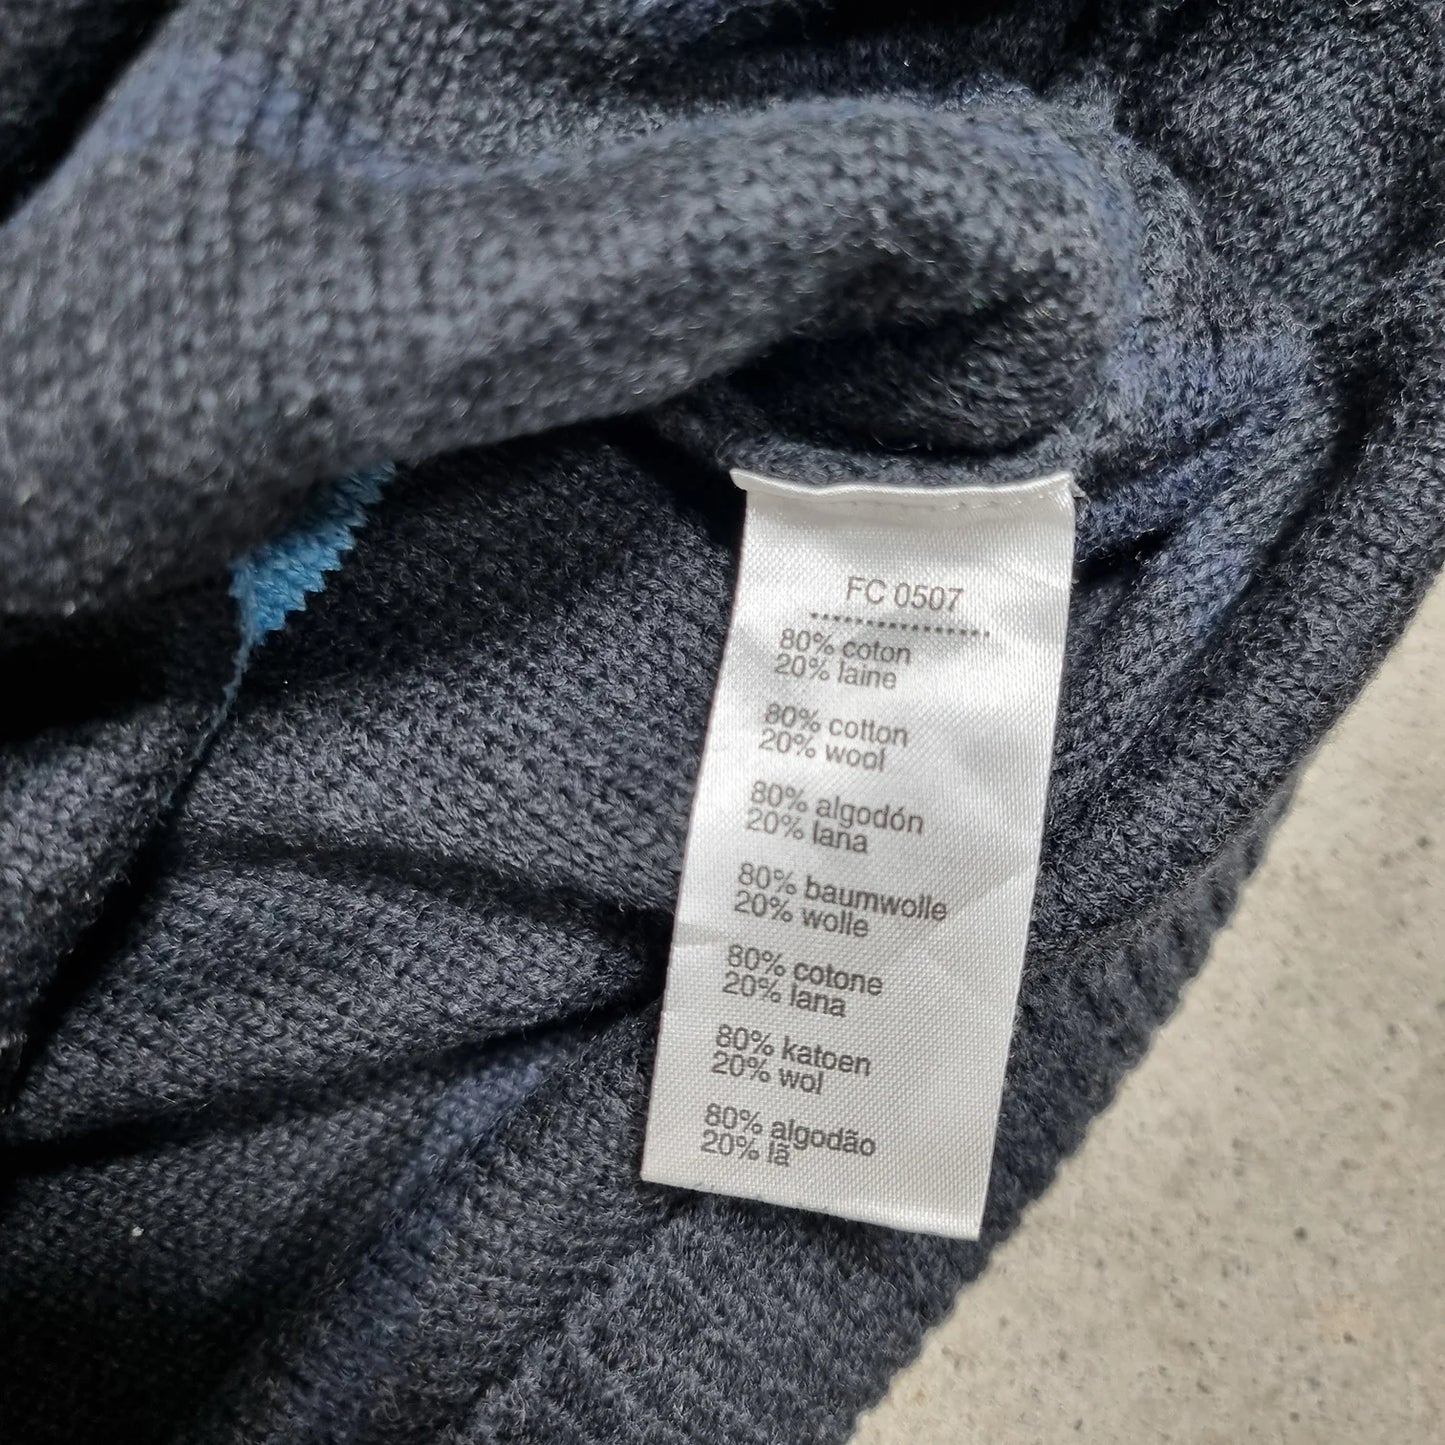 FC 0507
80% coton
20% laine
80% cotton
20% wool
80% algodón
20% lana
80% baumwolle
20% wolle
80% cotone
20% lana
80% katoen
20% wol
80% algodão
20% lã